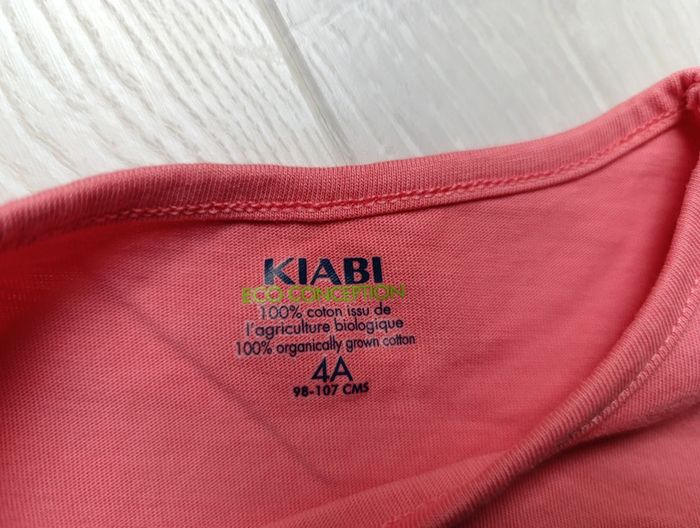 KIABI
ECO-CONCEPTION
100% coton issu de
l'agriculture biologique
100% organically grown cotton
4A
98-107 CMS